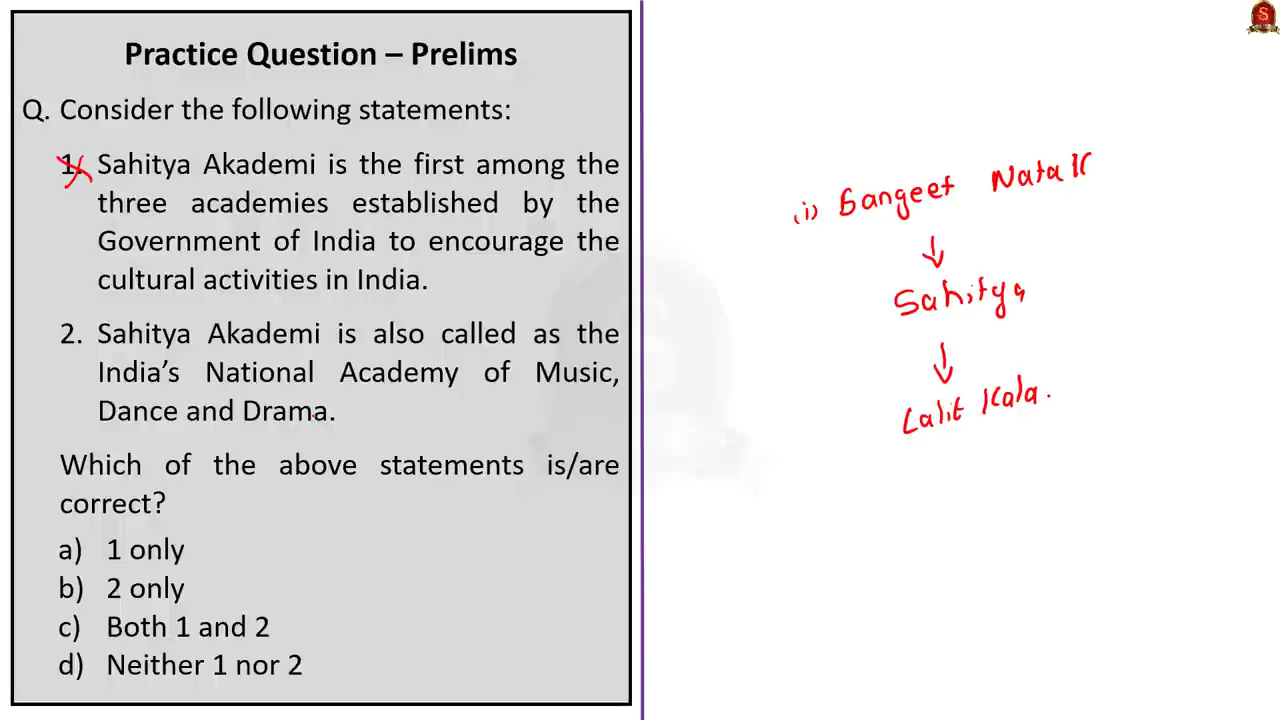 Practice Question – Prelims
Q. Consider the following statements:
1. Sahitya Akademi is the first among the
three academies established by the
Government of India to encourage the
cultural activities in India.
2. Sahitya Akademi is also called as the
India's National Academy of Music,
Dance and Drama.
Which of the above statements is/are
correct?
a) 1 only
b) 2 only
c) Both 1 and 2
d) Neither 1 nor 2
(i) Sangeet Natak
↓
Sahitya
↓
Lalit Kala.